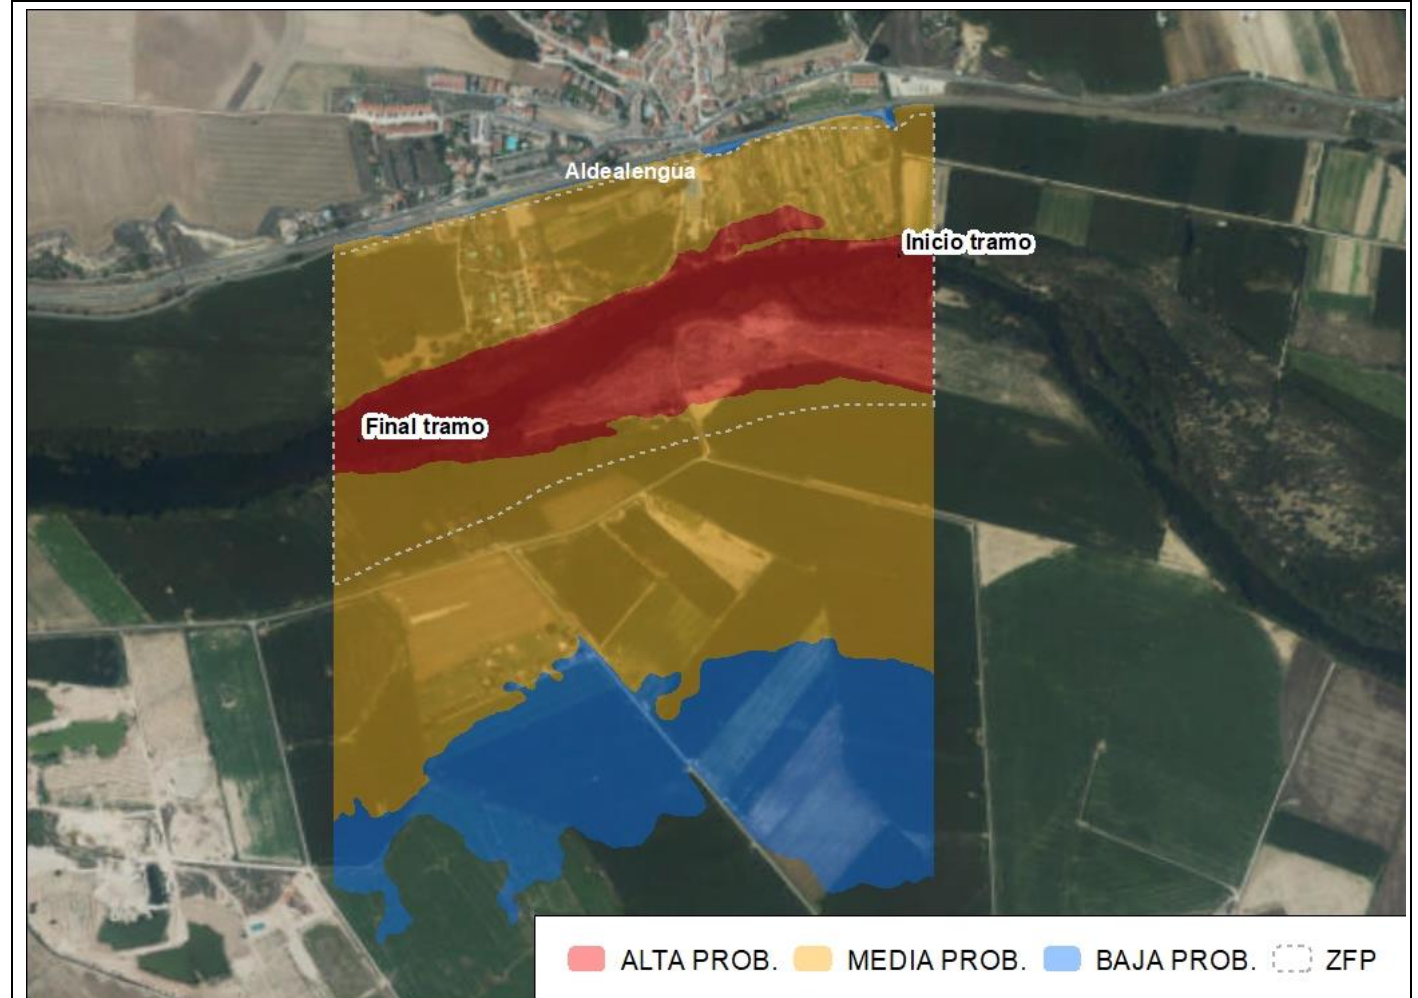 Aldealengua
Inicio tramo
Final tramo
ALTA PROB. MEDIA PROB. BAJA PROB. ZFP